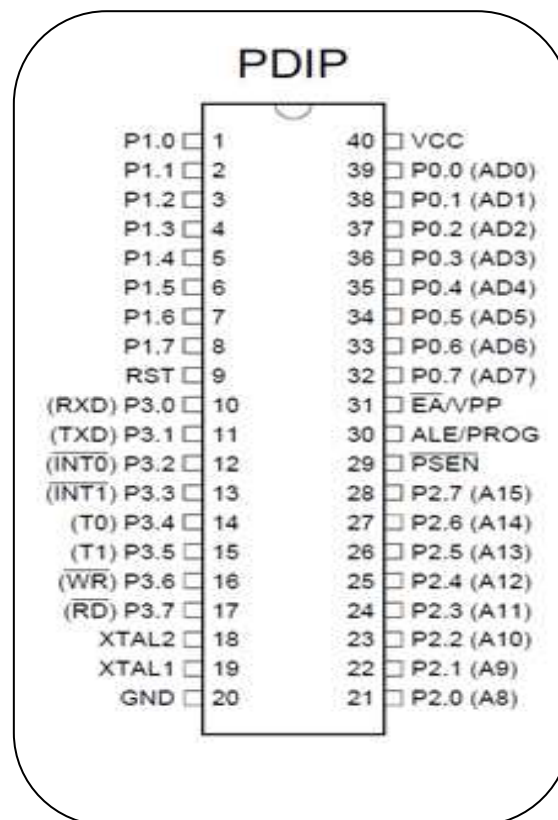 PDIP
P1.0 1 40 VCC
P1.1 2 39 P0.0 (AD0)
P1.2 3 38 P0.1 (AD1)
P1.3 4 37 P0.2 (AD2)
P1.4 5 36 P0.3 (AD3)
P1.5 6 35 P0.4 (AD4)
P1.6 7 34 P0.5 (AD5)
P1.7 8 33 P0.6 (AD6)
RST 9 32 P0.7 (AD7)
(RXD) P3.0 10 31 E̅A̅/VPP
(TXD) P3.1 11 30 ALE/PROG
(I̅N̅T̅0̅) P3.2 12 29 P̅S̅E̅N̅
(I̅N̅T̅1̅) P3.3 13 28 P2.7 (A15)
(T0) P3.4 14 27 P2.6 (A14)
(T1) P3.5 15 26 P2.5 (A13)
(W̅R̅) P3.6 16 25 P2.4 (A12)
(R̅D̅) P3.7 17 24 P2.3 (A11)
XTAL2 18 23 P2.2 (A10)
XTAL1 19 22 P2.1 (A9)
GND 20 21 P2.0 (A8)